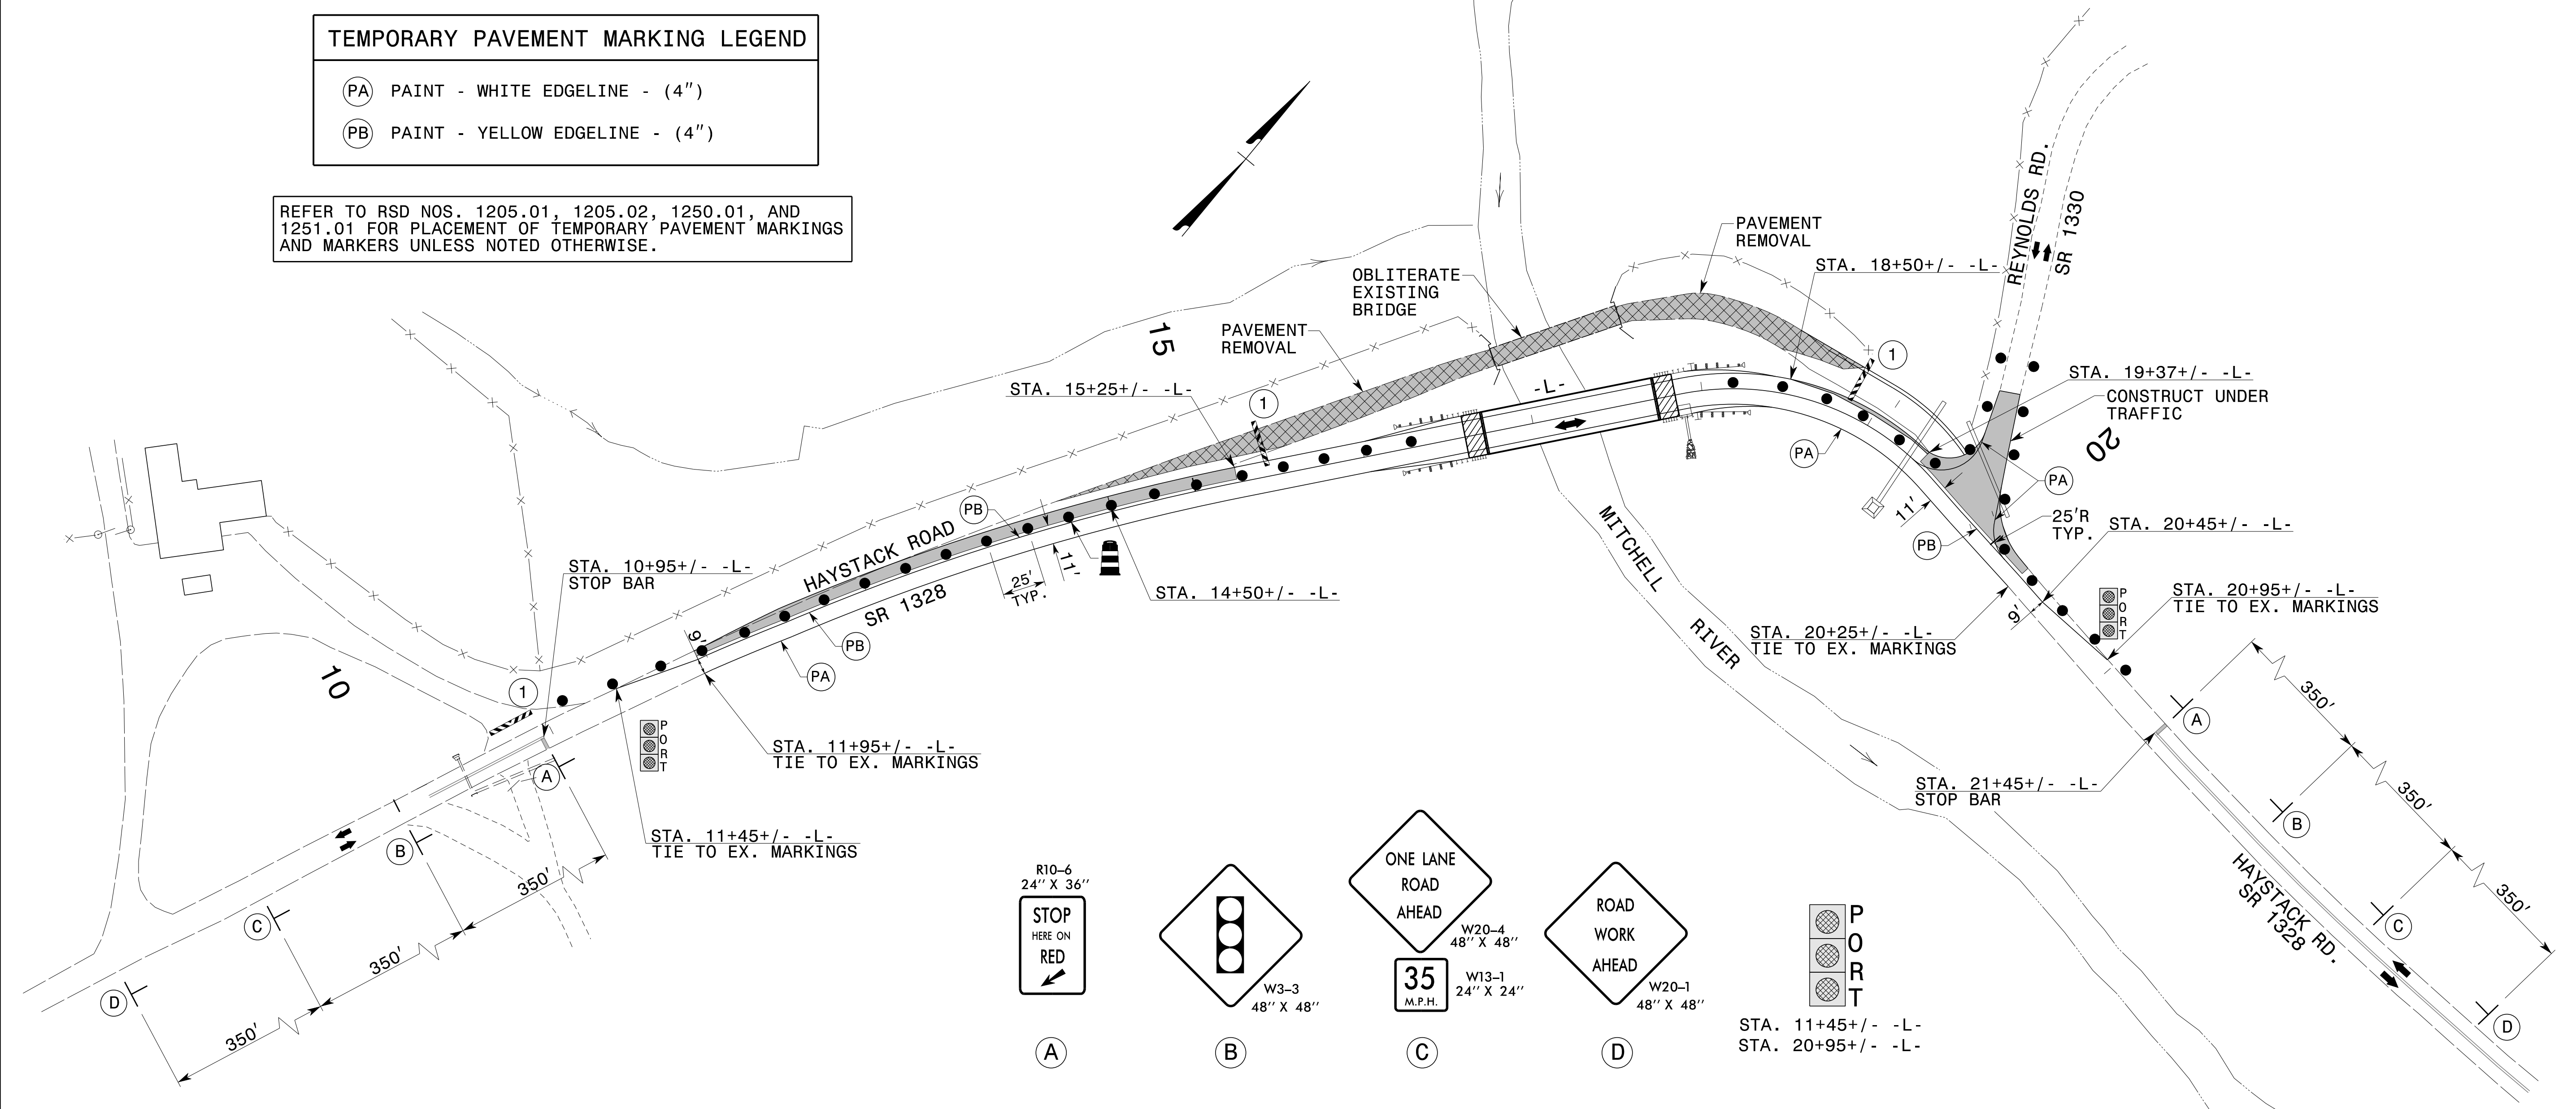 TEMPORARY PAVEMENT MARKING LEGEND
PA PAINT - WHITE EDGELINE - (4")
PB PAINT - YELLOW EDGELINE - (4")
REFER TO RSD NOS. 1205.01, 1205.02, 1250.01, AND
1251.01 FOR PLACEMENT OF TEMPORARY PAVEMENT MARKINGS
AND MARKERS UNLESS NOTED OTHERWISE.
PAVEMENT
REMOVAL
OBLITERATE
EXISTING
BRIDGE
STA. 18+50+/- -L-
REYNOLDS RD.
SR 1330
PAVEMENT
REMOVAL
15
1
1
STA. 15+25+/- -L-
-L-
STA. 19+37+/- -L-
CONSTRUCT UNDER
TRAFFIC
20
PA
PA
11'
25'R
TYP.
STA. 20+45+/- -L-
PB
HAYSTACK ROAD
SR 1328
PB
25'
TYP.
11'
STA. 14+50+/- -L-
MITCHELL
RIVER
STA. 10+95+/- -L-
STOP BAR
9'
PB
PA
10
1
PORT
STA. 20+95+/- -L-
TIE TO EX. MARKINGS
STA. 20+25+/- -L-
TIE TO EX. MARKINGS
9'
PORT
STA. 11+95+/- -L-
TIE TO EX. MARKINGS
STA. 11+45+/- -L-
TIE TO EX. MARKINGS
A
B
C
D
350'
350'
350'
STA. 21+45+/- -L-
STOP BAR
A
B
C
D
350'
350'
350'
HAYSTACK RD.
SR 1328
R10-6
24'' X 36''
STOP
HERE ON
RED
A
W3-3
48'' X 48''
B
ONE LANE
ROAD
AHEAD
W20-4
48'' X 48''
35
M.P.H.
W13-1
24'' X 24''
C
ROAD
WORK
AHEAD
W20-1
48'' X 48''
D
PORT
STA. 11+45+/- -L-
STA. 20+95+/- -L-